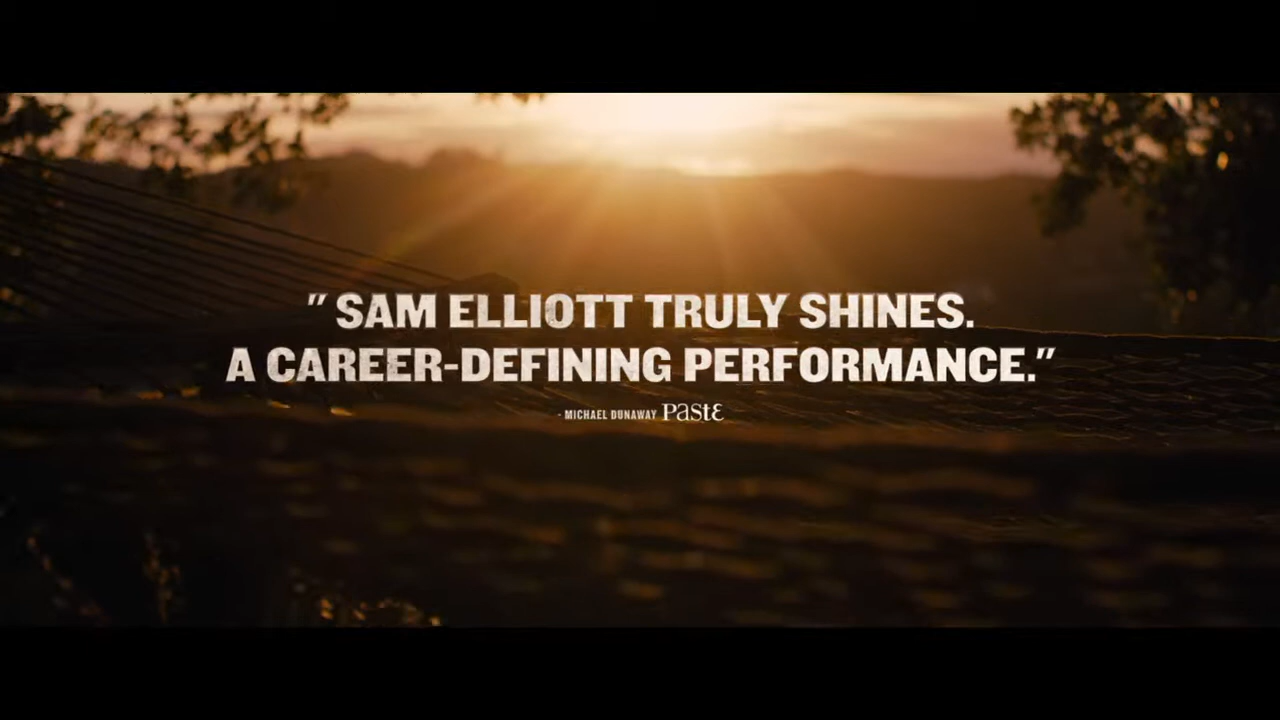 " SAM ELLIOTT TRULY SHINES.
A CAREER-DEFINING PERFORMANCE."
- MICHAEL DUNAWAY PASTE